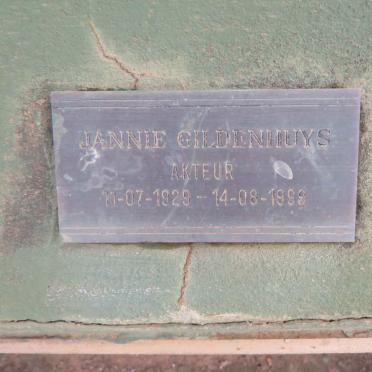 JANNIE GILDENHUYS
AKTEUR
11-07-1929 - 14-08-1998